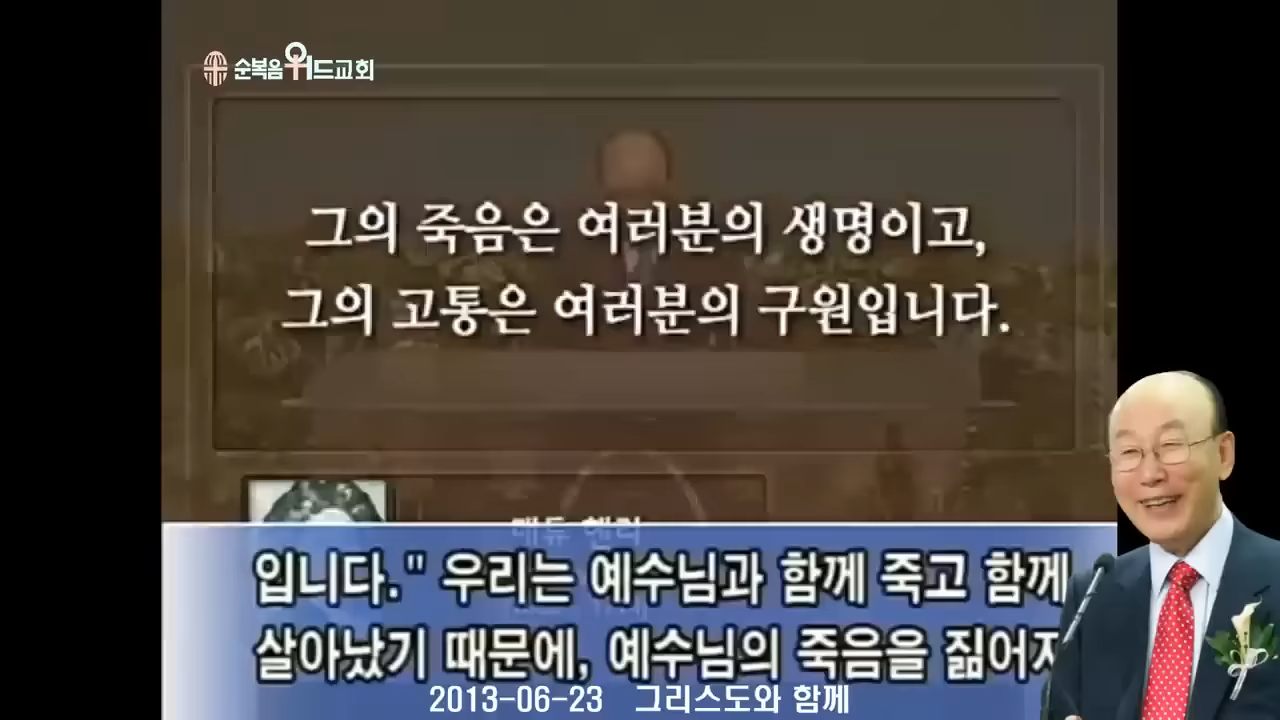 순복음위드교회
그의 죽음은 여러분의 생명이고,
그의 고통은 여러분의 구원입니다.
매튜 헨리
입니다." 우리는 예수님과 함께 죽고 함께
살아났기 때문에, 예수님의 죽음을 짊어지
2013-06-23 그리스도와 함께